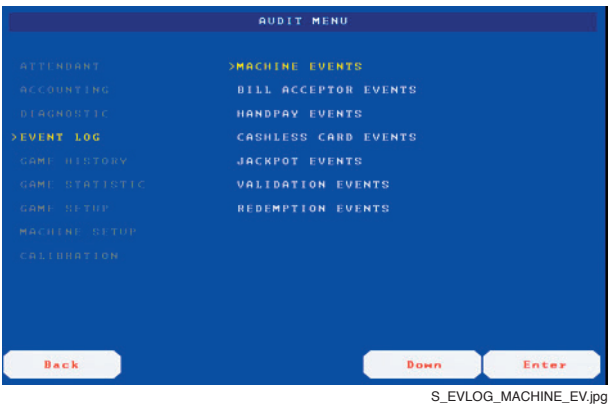 AUDIT MENU
ATTENDANT
ACCOUNTING
DIAGNOSTIC
>EVENT LOG
GAME HISTORY
GAME STATISTIC
GAME SETUP
MACHINE SETUP
CALIBRATION
>MACHINE EVENTS
BILL ACCEPTOR EVENTS
HANDPAY EVENTS
CASHLESS CARD EVENTS
JACKPOT EVENTS
VALIDATION EVENTS
REDEMPTION EVENTS
Back
Down
Enter
S_EVLOG_MACHINE_EV.jpg